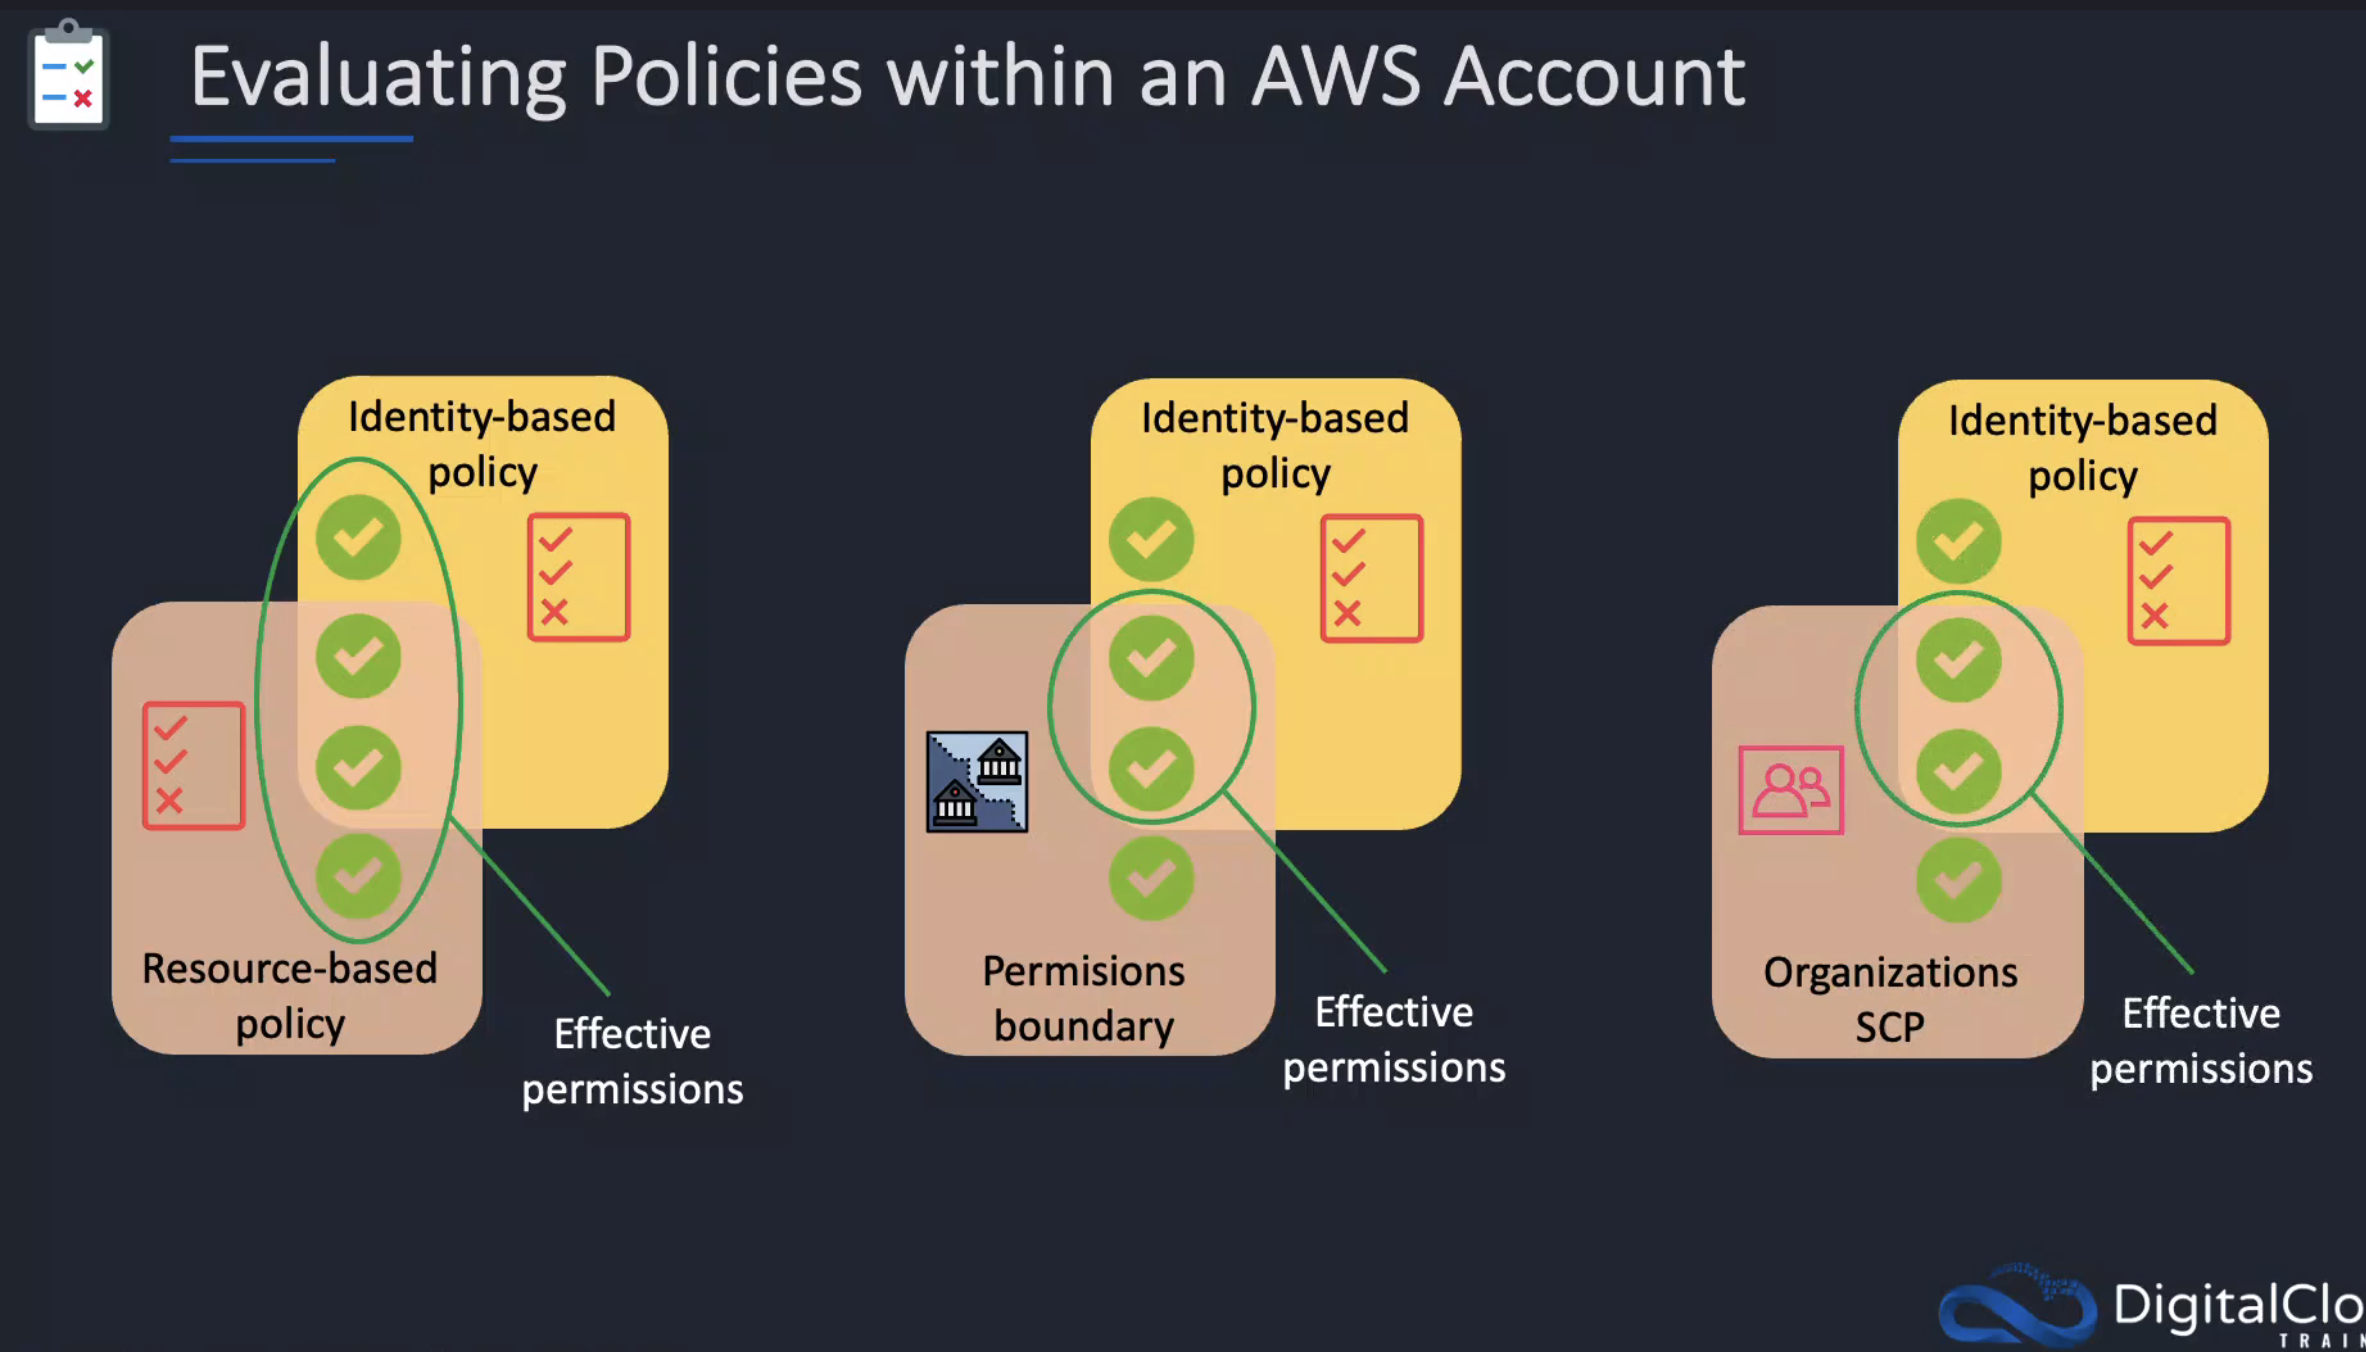 Evaluating Policies within an AWS Account
Identity-based
policy
Resource-based
policy
Effective
permissions
Identity-based
policy
Permisions
boundary
Effective
permissions
Identity-based
policy
Organizations
SCP
Effective
permissions
DigitalClo
TRAIN